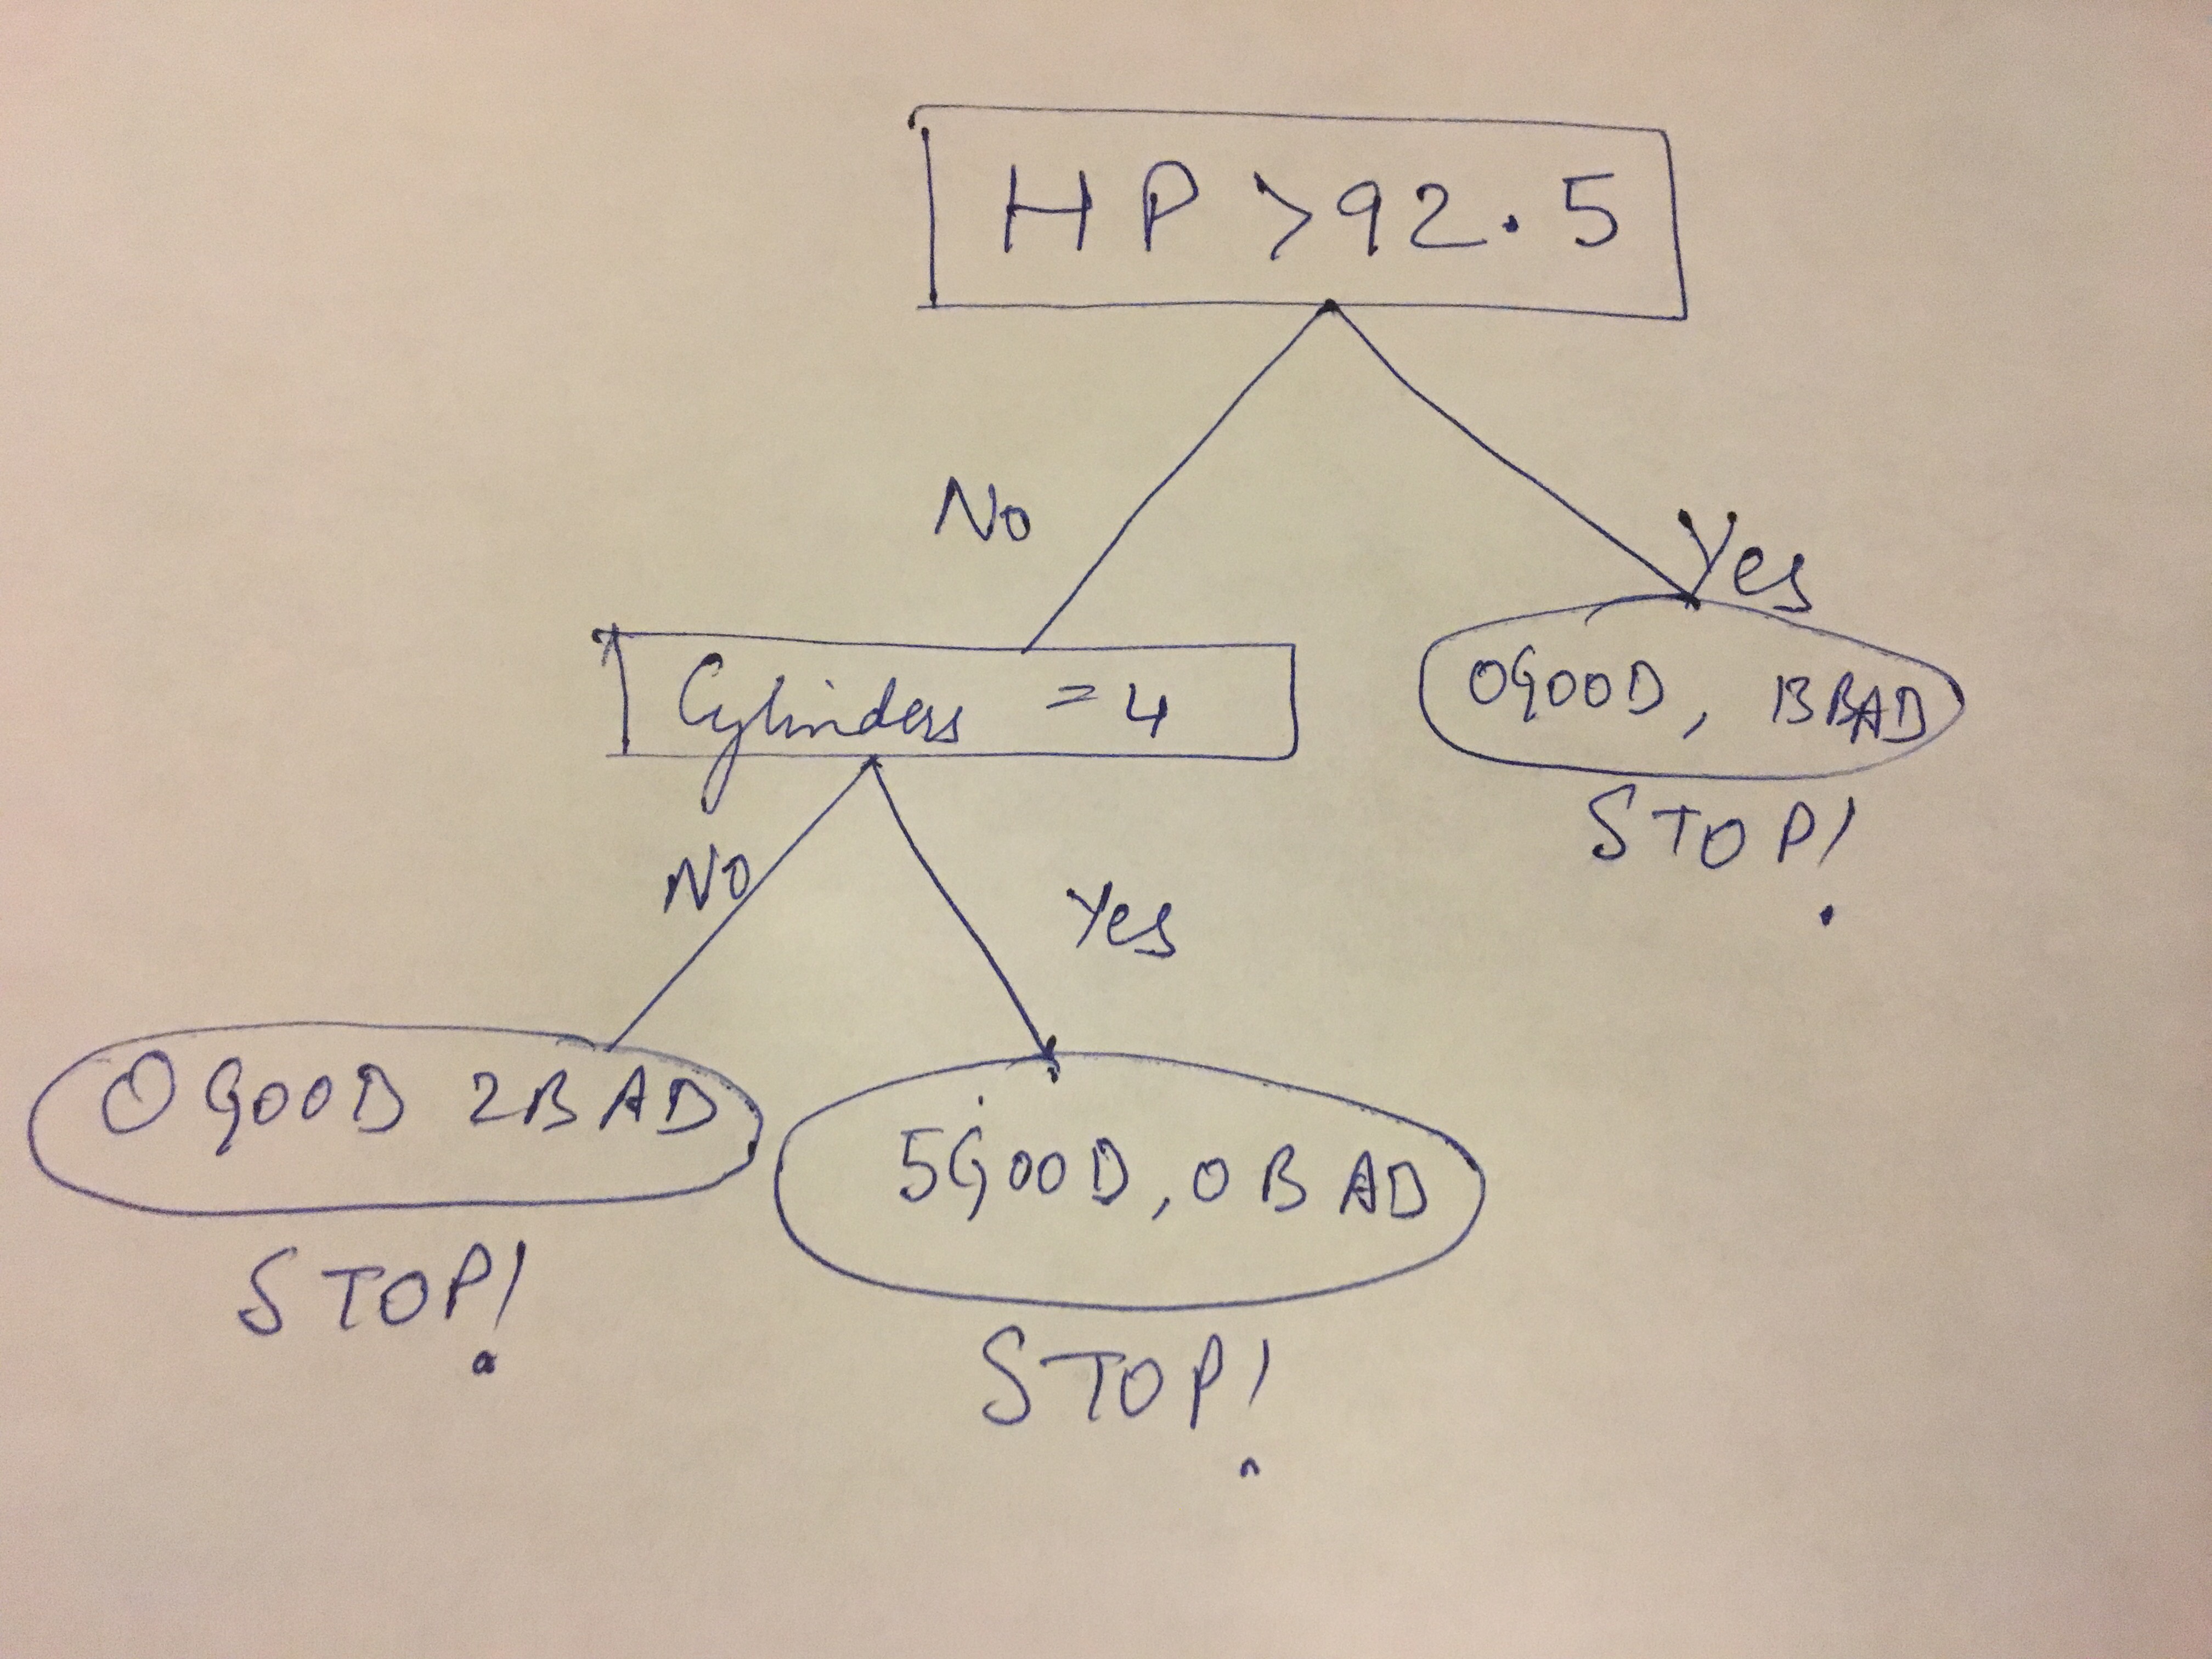 HP >92.5
No
Yes
Cylinders = 4
0 GOOD, 13 BAD
STOP!
No
Yes
0 GOOD 2 BAD
5 GOOD, 0 BAD
STOP!
STOP!